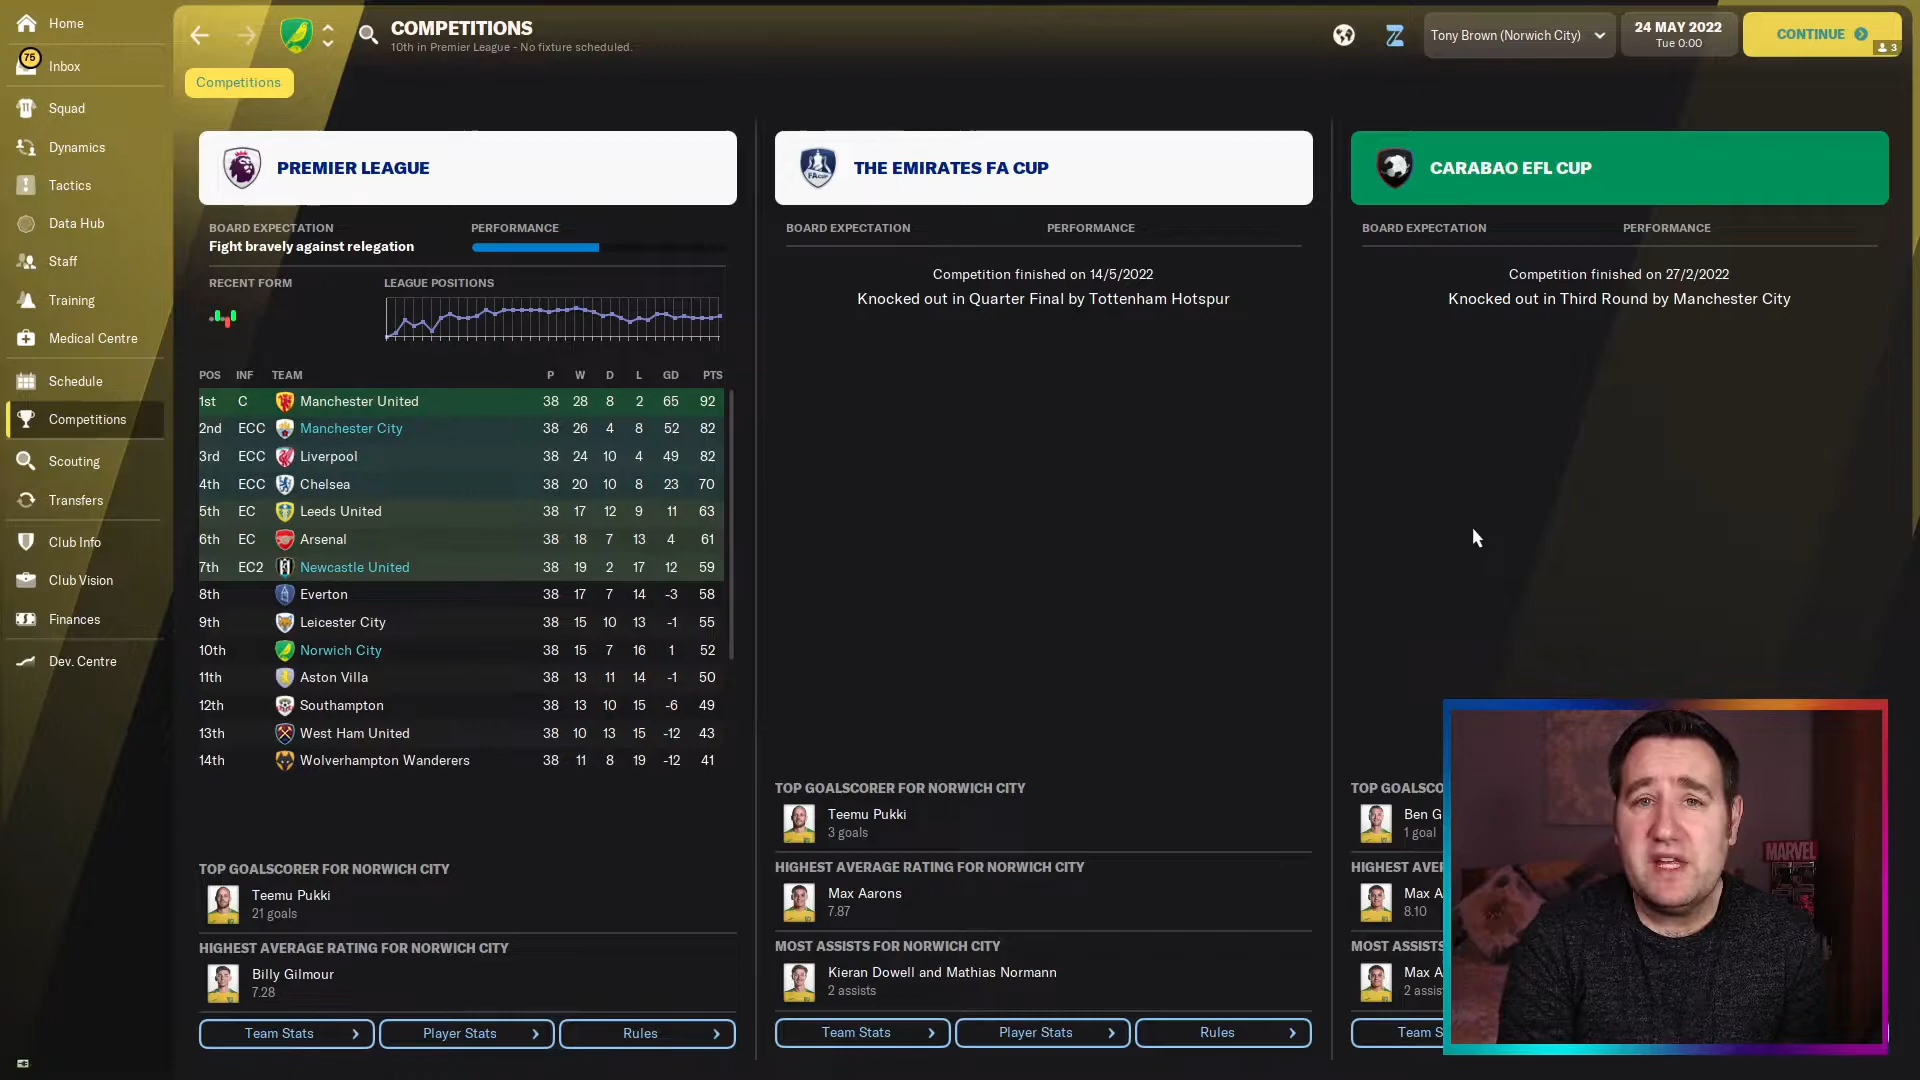 Home
75
Inbox
Squad
Dynamics
Tactics
Data Hub
Staff
Training
Medical Centre
Schedule
Competitions
Scouting
Transfers
Club Info
Club Vision
Finances
Dev. Centre
COMPETITIONS
10th in Premier League - No fixture scheduled.
Tony Brown (Norwich City)
24 MAY 2022
Tue 0:00
CONTINUE
3
Competitions
PREMIER LEAGUE
BOARD EXPECTATION PERFORMANCE
Fight bravely against relegation
RECENT FORM LEAGUE POSITIONS
POS INF TEAM P W D L GD PTS
1st C Manchester United 38 28 8 2 65 92
2nd ECC Manchester City 38 26 4 8 52 82
3rd ECC Liverpool 38 24 10 4 49 82
4th ECC Chelsea 38 20 10 8 23 70
5th EC Leeds United 38 17 12 9 11 63
6th EC Arsenal 38 18 7 13 4 61
7th EC2 Newcastle United 38 19 2 17 12 59
8th Everton 38 17 7 14 -3 58
9th Leicester City 38 15 10 13 -1 55
10th Norwich City 38 15 7 16 1 52
11th Aston Villa 38 13 11 14 -1 50
12th Southampton 38 13 10 15 -6 49
13th West Ham United 38 10 13 15 -12 43
14th Wolverhampton Wanderers 38 11 8 19 -12 41
TOP GOALSCORER FOR NORWICH CITY
Teemu Pukki
21 goals
HIGHEST AVERAGE RATING FOR NORWICH CITY
Billy Gilmour
7.28
Team Stats Player Stats Rules
FA CUP
THE EMIRATES FA CUP
BOARD EXPECTATION PERFORMANCE
Competition finished on 14/5/2022
Knocked out in Quarter Final by Tottenham Hotspur
TOP GOALSCORER FOR NORWICH CITY
Teemu Pukki
3 goals
HIGHEST AVERAGE RATING FOR NORWICH CITY
Max Aarons
7.87
MOST ASSISTS FOR NORWICH CITY
Kieran Dowell and Mathias Normann
2 assists
Team Stats Player Stats Rules
CARABAO EFL CUP
BOARD EXPECTATION PERFORMANCE
Competition finished on 27/2/2022
Knocked out in Third Round by Manchester City
TOP GOALSCO
Ben G
1 goal
HIGHEST AVER
Max A
8.10
MOST ASSISTS
Max A
2 assis
Team S
MARVEL